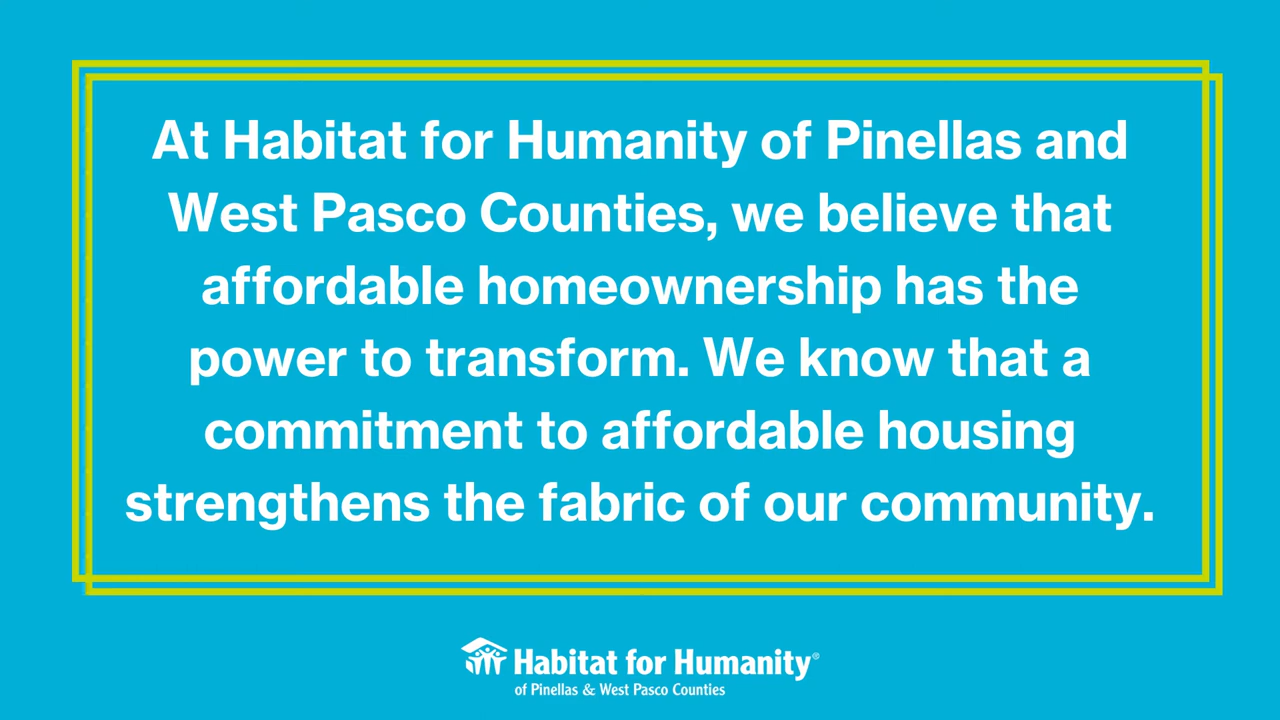 At Habitat for Humanity of Pinellas and
West Pasco Counties, we believe that
affordable homeownership has the
power to transform. We know that a
commitment to affordable housing
strengthens the fabric of our community.
Habitat for Humanity®
of Pinellas & West Pasco Counties